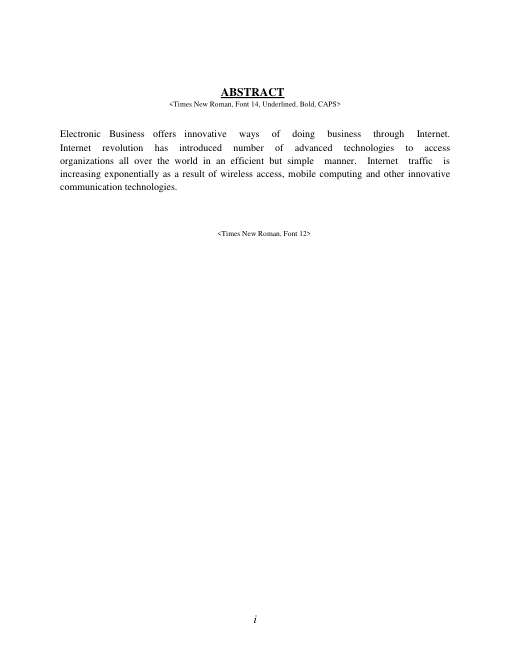 ABSTRACT
<Times New Roman, Font 14, Underlined, Bold, CAPS>
Electronic Business offers innovative ways of doing business through Internet.
Internet revolution has introduced number of advanced technologies to access
organizations all over the world in an efficient but simple manner. Internet traffic is
increasing exponentially as a result of wireless access, mobile computing and other innovative
communication technologies.
<Times New Roman, Font 12>
i